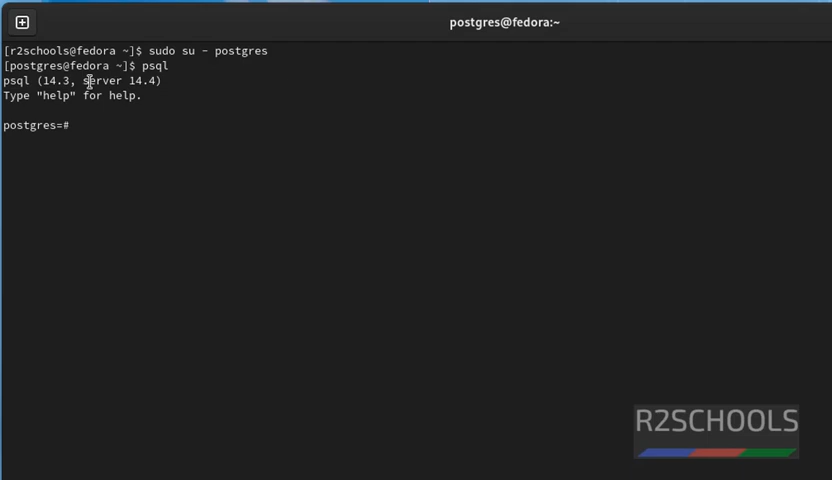 postgres@fedora:~
[r2schools@fedora ~]$ sudo su - postgres
[postgres@fedora ~]$ psql
psql (14.3, server 14.4)
Type "help" for help.
postgres=#
R2SCHOOLS